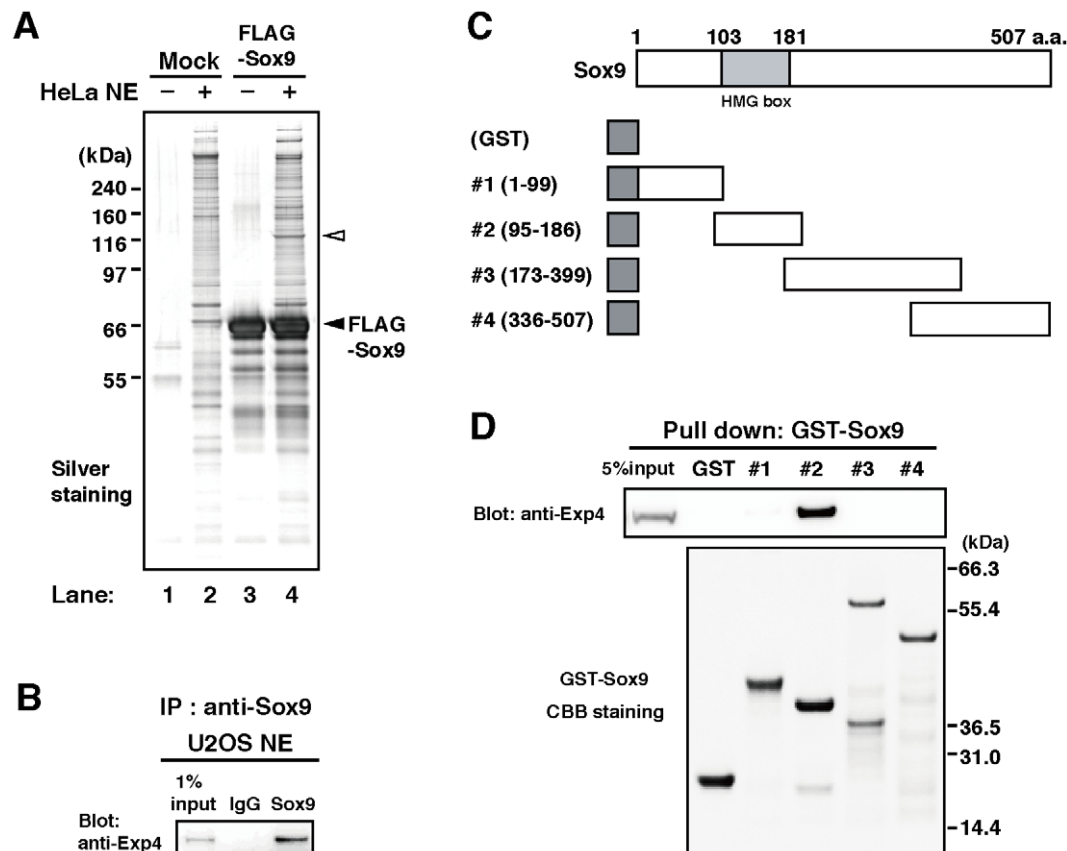 A
Mock
FLAG
-Sox9
HeLa NE − + − +
(kDa)
240
160
116
97
66
55
FLAG
-Sox9
Silver
staining
Lane: 1 2 3 4
B
IP : anti-Sox9
U2OS NE
1%
input IgG Sox9
Blot:
anti-Exp4
C
1 103 181 507 a.a.
Sox9
HMG box
(GST)
#1 (1-99)
#2 (95-186)
#3 (173-399)
#4 (336-507)
D
Pull down: GST-Sox9
5%input GST #1 #2 #3 #4
Blot: anti-Exp4
(kDa)
66.3
55.4
36.5
31.0
14.4
GST-Sox9
CBB staining